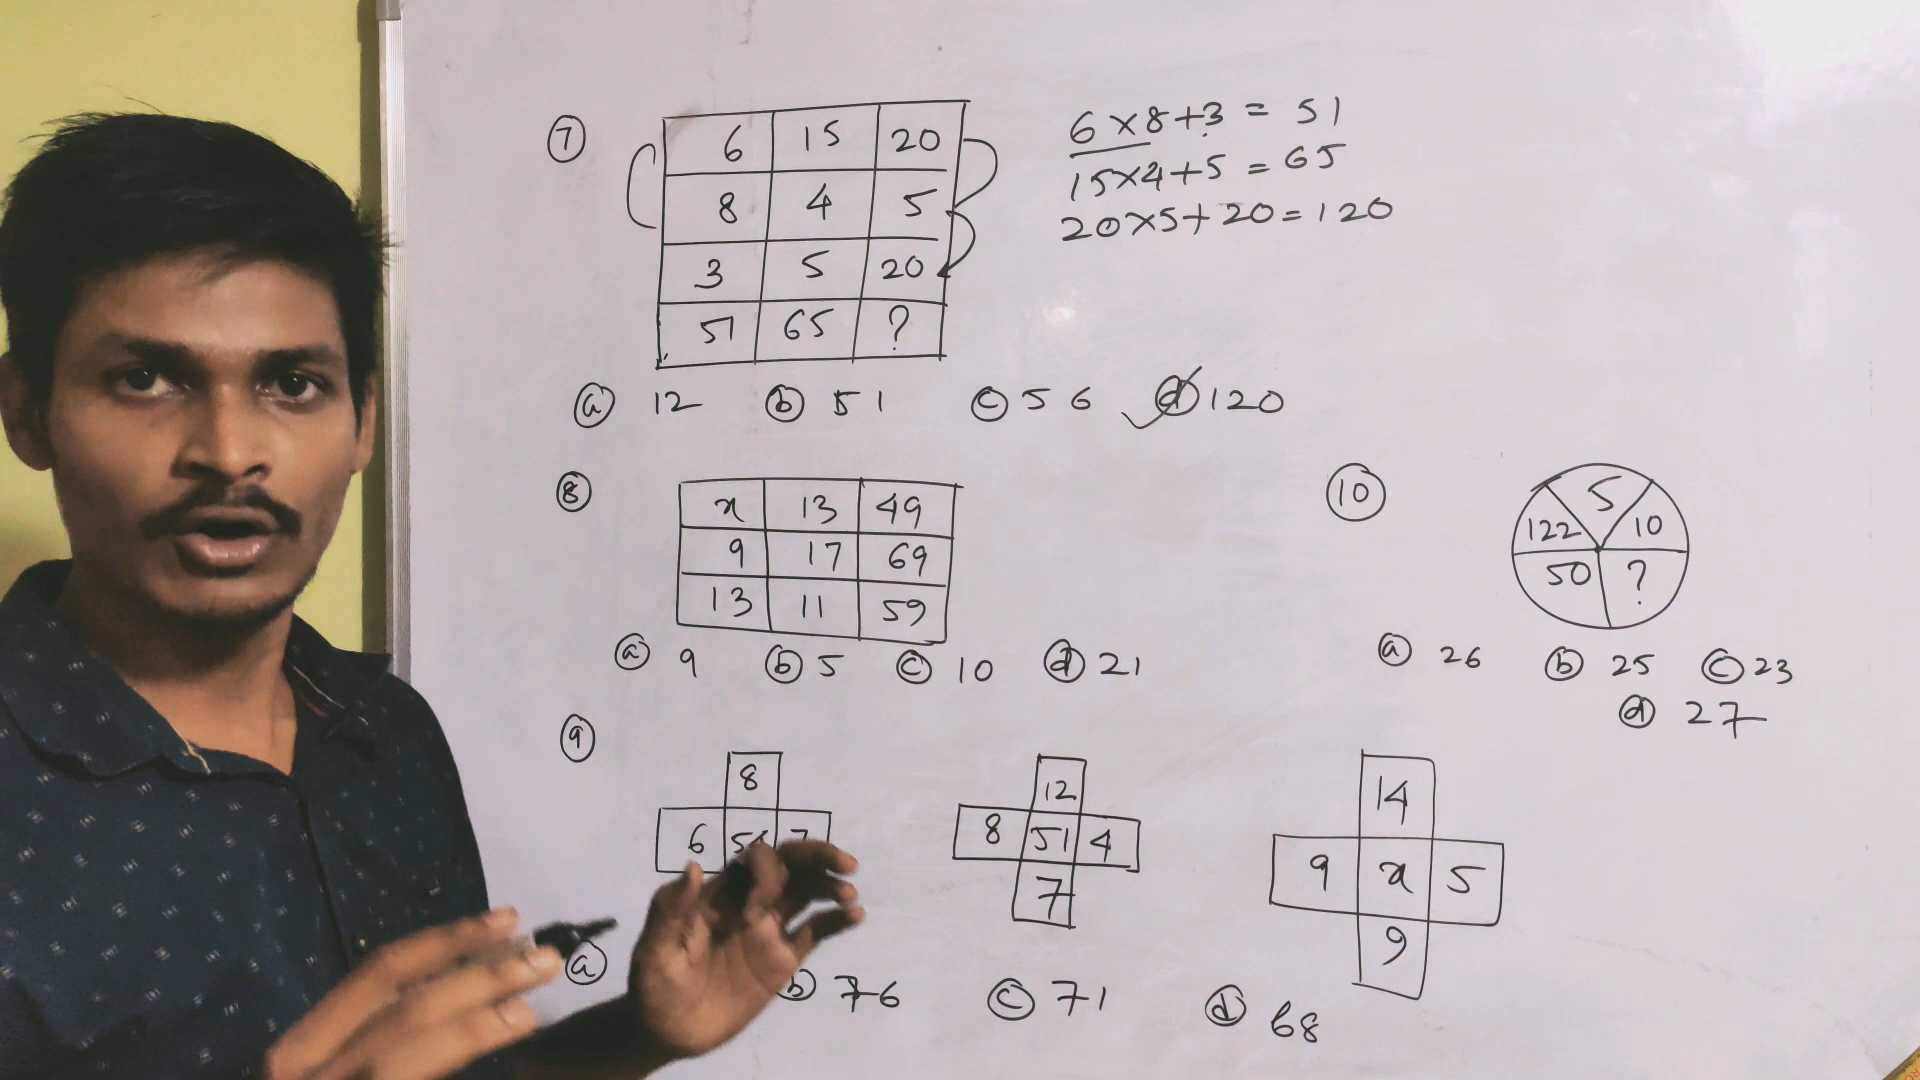 7
6 15 20
8 4 5
3 5 20
51 65 ?
6×8+3 = 51
15×4+5 = 65
20×5+20=120
a 12 b 51 c 56 d 120
8
x 13 49
9 17 69
13 11 59
a 9 b 5 c 10 d 21
10
5
122 10
50 ?
a 26 b 25 c 23
d 27
9
8
6
12
8 51 4
7
14
9 x 5
9
a b 76 c 71 d 68